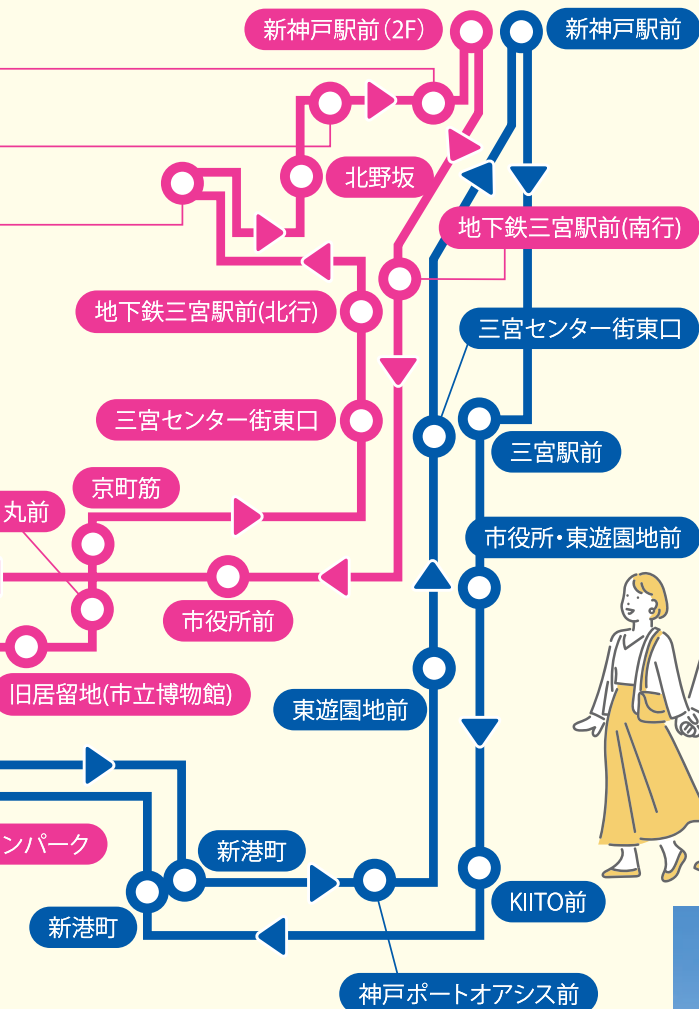 新神戸駅前(2F)
新神戸駅前
北野坂
地下鉄三宮駅前(南行)
地下鉄三宮駅前(北行)
三宮センター街東口
三宮センター街東口
三宮駅前
京町筋
丸前
市役所・東遊園地前
市役所前
旧居留地(市立博物館)
東遊園地前
ンパーク
新港町
KIITO前
新港町
神戸ポートオアシス前